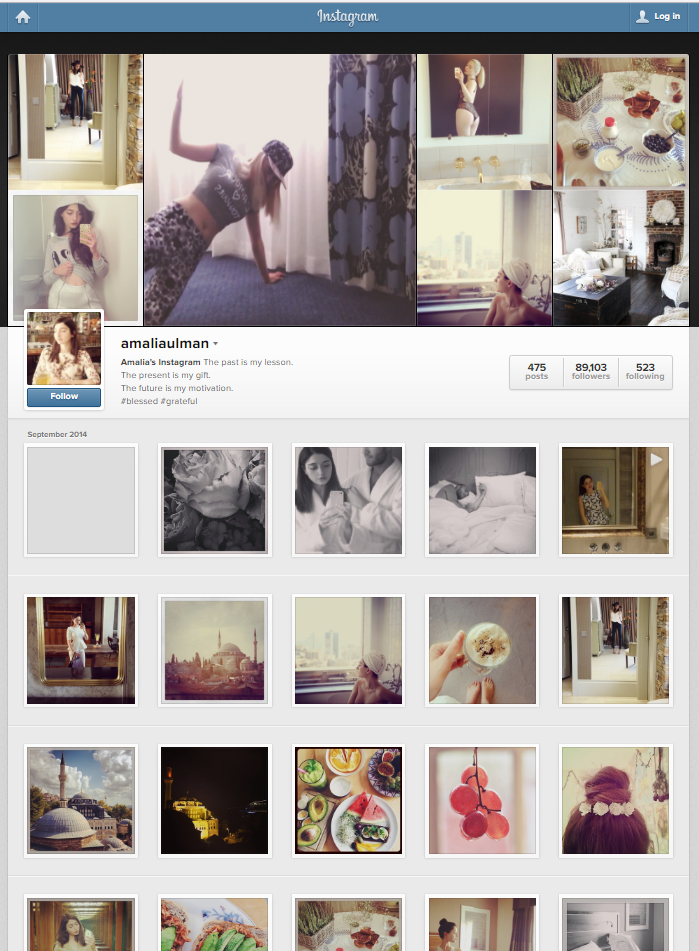 Instagram
Log in
amaliaulman
Amalia's Instagram The past is my lesson.
The present is my gift.
The future is my motivation.
#blessed #grateful
Follow
475 posts
89,103 followers
523 following
September 2014